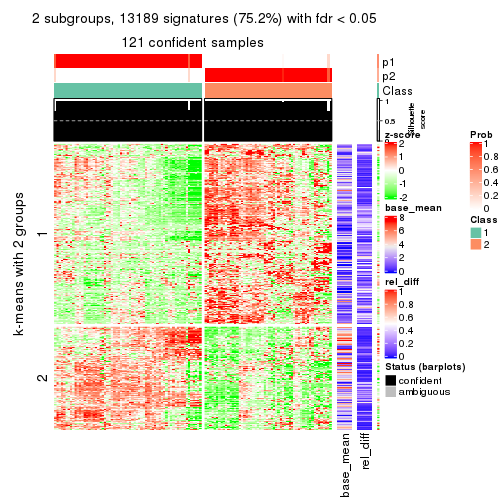 2 subgroups, 13189 signatures (75.2%) with fdr < 0.05
121 confident samples
p1
p2
Class
1
0.5
0
Silhouette
score
k-means with 2 groups
1
2
z-score
2
1
0
-1
-2
base_mean
8
6
4
2
0
rel_diff
1
0.8
0.6
0.4
0.2
0
Status (barplots)
confident
ambiguous
Prob
1
0.8
0.6
0.4
0.2
0
Class
1
2
base_mean
rel_diff